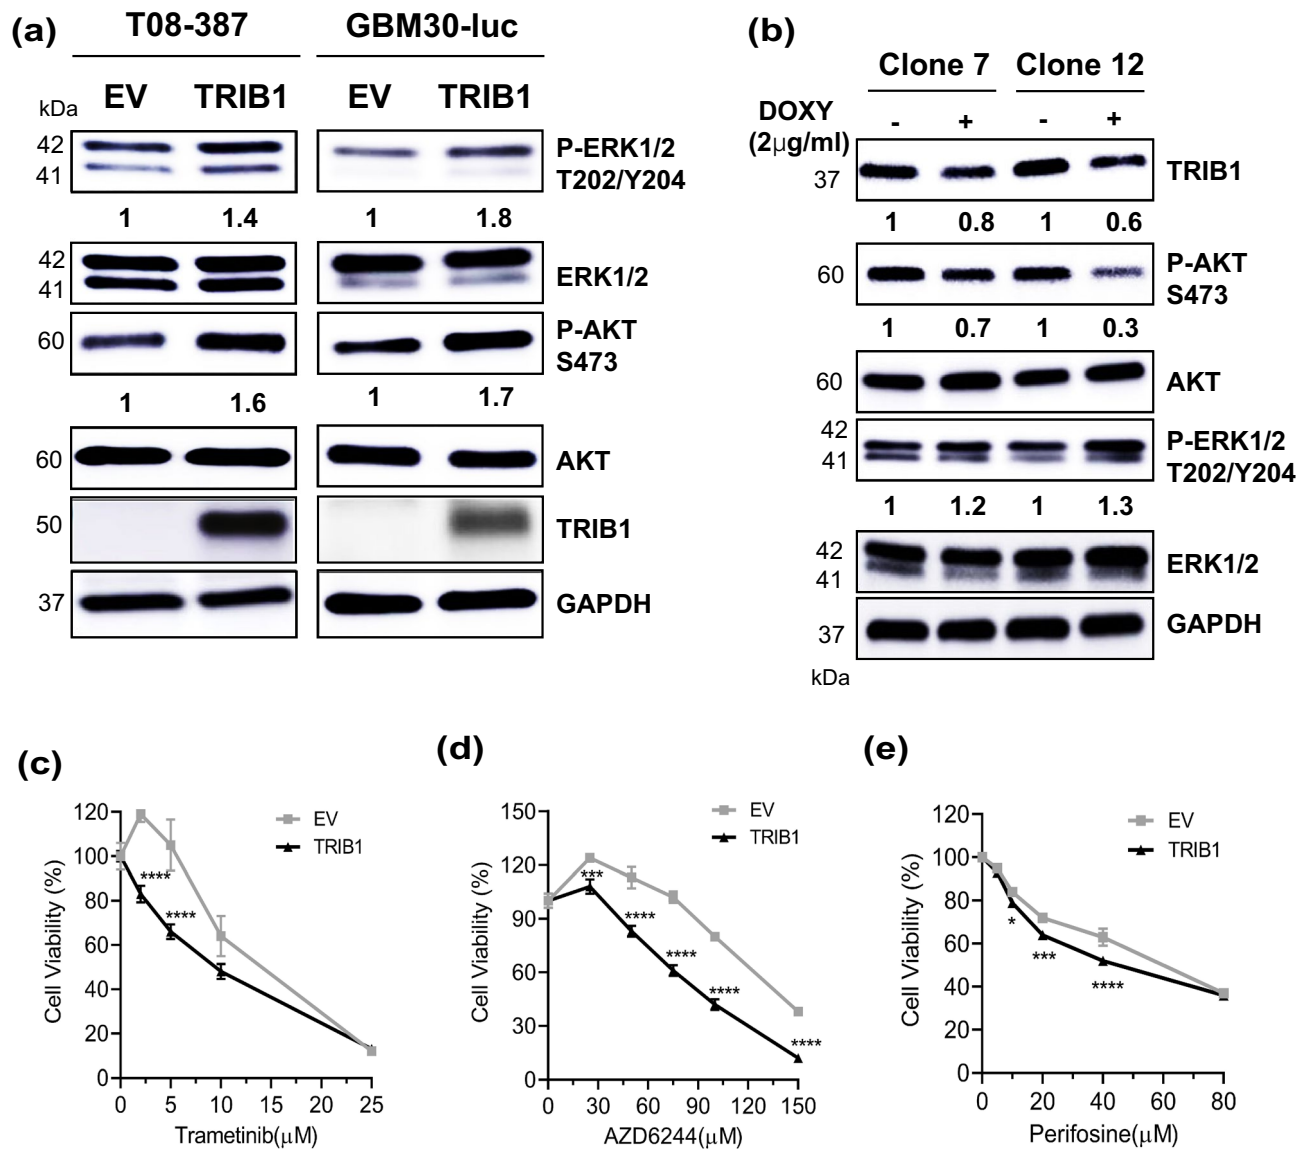 (a)
T08-387 GBM30-luc
kDa EV TRIB1 EV TRIB1
42
41
P-ERK1/2
T202/Y204
1 1.4 1 1.8
42
41
ERK1/2
60
P-AKT
S473
1 1.6 1 1.7
60 AKT
50 TRIB1
37 GAPDH
(b)
Clone 7 Clone 12
DOXY
(2μg/ml)
- + - +
37 TRIB1
1 0.8 1 0.6
60
P-AKT
S473
1 0.7 1 0.3
60 AKT
42
41
P-ERK1/2
T202/Y204
1 1.2 1 1.3
42
41
ERK1/2
37 GAPDH
kDa
(c)
EV
TRIB1
Cell Viability (%)
120
100
80
60
40
20
0
****
****
0 5 10 15 20 25
Trametinib(μM)
(d)
EV
TRIB1
Cell Viability (%)
150
120
90
60
30
0
***
****
****
****
****
0 30 60 90 120 150
AZD6244(μM)
(e)
EV
TRIB1
Cell Viability (%)
120
100
80
60
40
20
0
*
***
****
0 20 40 60 80
Perifosine(μM)